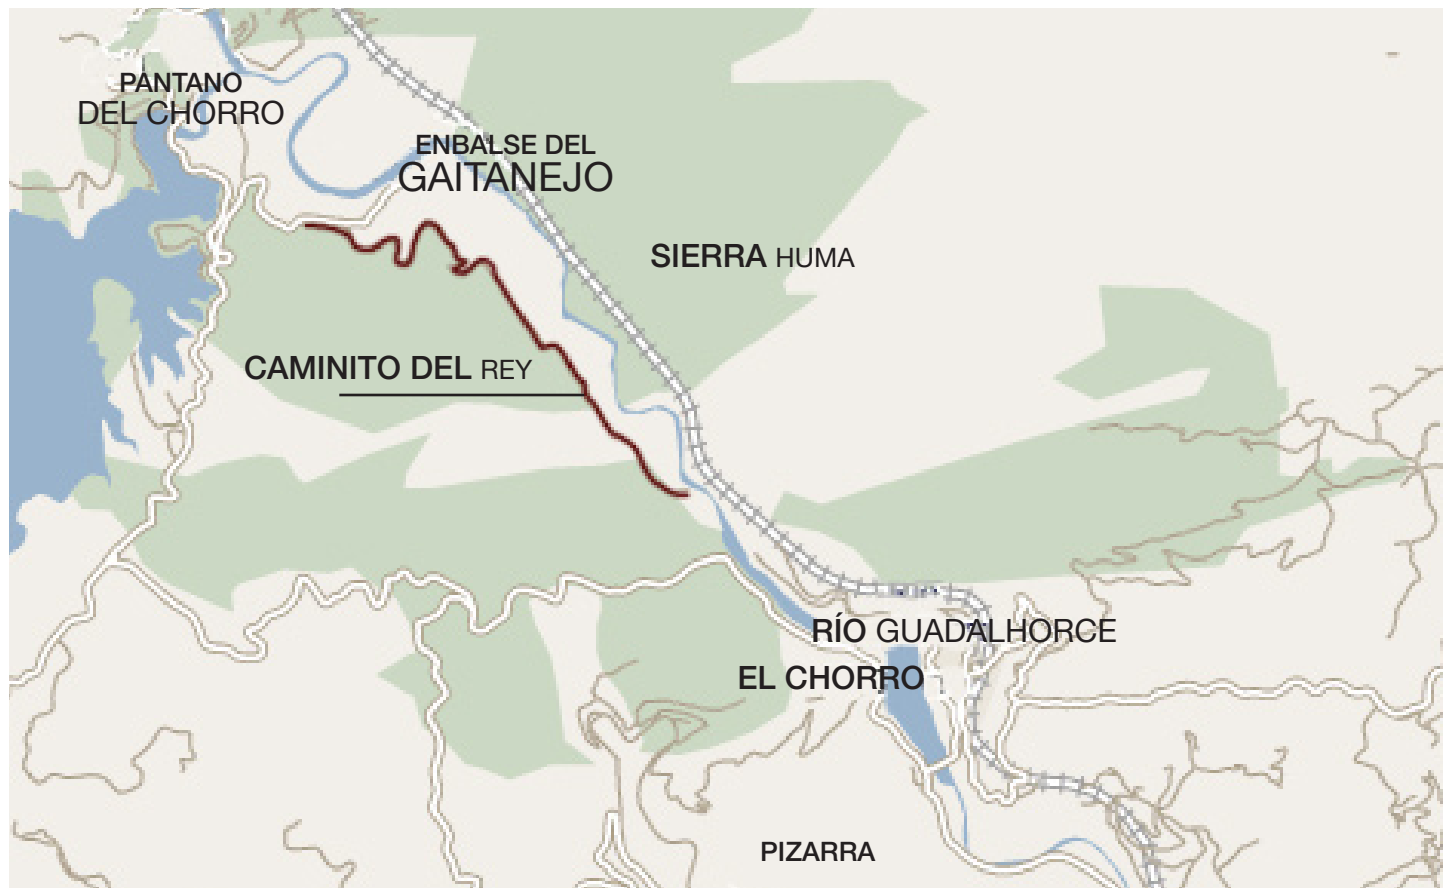 PANTANO
DEL CHORRO
ENBALSE DEL
GAITANEJO
SIERRA HUMA
CAMINITO DEL REY
RÍO GUADALHORCE
EL CHORRO
PIZARRA